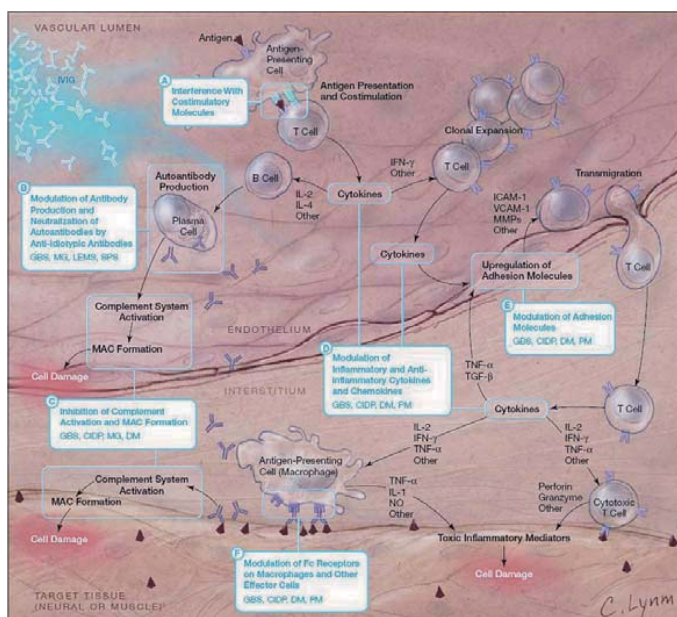 VASCULAR LUMEN
IVIG
Antigen
Antigen-
Presenting
Cell
A
Interference With
Costimulatory
Molecules
Antigen Presentation
and Costimulation
T Cell
Clonal Expansion
IFN-γ
Other
T Cell
Transmigration
Autoantibody
Production
B Cell
IL-2
IL-4
Other
Cytokines
ICAM-1
VCAM-1
MMPs
Other
B
Modulation of Antibody
Production and
Neutralization of
Autoantibodies by
Anti-Idiotypic Antibodies
GBS, MG, LEMS, SPS
Plasma
Cell
Cytokines
Upregulation of
Adhesion Molecules
T Cell
Complement System
Activation
MAC Formation
Cell Damage
ENDOTHELIUM
INTERSTITIUM
E
Modulation of Adhesion
Molecules
GBS, CIDP, DM, PM
D
Modulation of
Inflammatory and Anti-
inflammatory Cytokines
and Chemokines
GBS, CIDP, DM, PM
TNF-α
TGF-β
C
Inhibition of Complement
Activation and MAC Formation
GBS, CIDP, MG, DM
Cytokines
T Cell
IL-2
IFN-γ
TNF-α
Other
IL-2
IFN-γ
TNF-α
Other
Antigen-Presenting
Cell (Macrophage)
Complement System
Activation
MAC Formation
Cell Damage
TNF-α
IL-1
NO
Other
Perforin
Granzyme
Other
Cytotoxic
T Cell
Toxic Inflammatory Mediators
Cell Damage
F
Modulation of Fc Receptors
on Macrophages and Other
Effector Cells
GBS, CIDP, DM, PM
TARGET TISSUE
(NEURAL OR MUSCLE)
C. Lynm